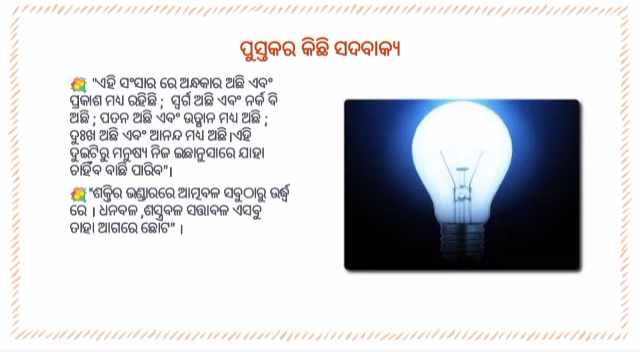 ପୁସ୍ତକର କିଛି ସଦବାକ୍ୟ
"ଏହି ସଂସାର ରେ ଅନ୍ଧକାର ଅଛି ଏବଂ
ପ୍ରକାଶ ମଧ୍ୟ ରହିଛି ; ସ୍ୱର୍ଗ ଅଛି ଏବଂ ନର୍କ ବି
ଅଛି ; ପତନ ଅଛି ଏବଂ ଉତ୍ଥାନ ମଧ୍ୟ ଅଛି ;
ଦୁଃଖ ଅଛି ଏବଂ ଆନନ୍ଦ ମଧ୍ୟ ଅଛି ।ଏହି
ଦୁଇଟିରୁ ମନୁଷ୍ୟ ନିଜ ଇଛାନୁସାରେ ଯାହା
ଚାହିଁବ ବାଛି ପାରିବ"।
"ଶକ୍ତିର ଭଣ୍ଡାରରେ ଆତ୍ମବଳ ସବୁଠାରୁ ଉର୍ଦ୍ଧ୍ୱ
ରେ । ଧନବଳ ,ଶସ୍ତ୍ରବଳ ସତ୍ତାବଳ ଏସବୁ
ତାହା ଆଗରେ ଛୋଟ" ।